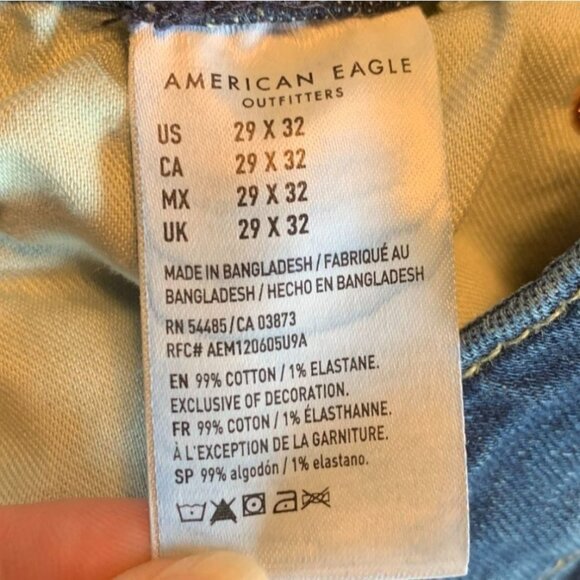 AMERICAN EAGLE
OUTFITTERS
US 29 X 32
CA 29 X 32
MX 29 X 32
UK 29 X 32
MADE IN BANGLADESH / FABRIQUÉ AU
BANGLADESH / HECHO EN BANGLADESH
RN 54485 / CA 03873
RFC# AEM120605U9A
EN 99% COTTON / 1% ELASTANE.
EXCLUSIVE OF DECORATION.
FR 99% COTON / 1% ÉLASTHANNE.
À L'EXCEPTION DE LA GARNITURE.
SP 99% algodón / 1% elastano.